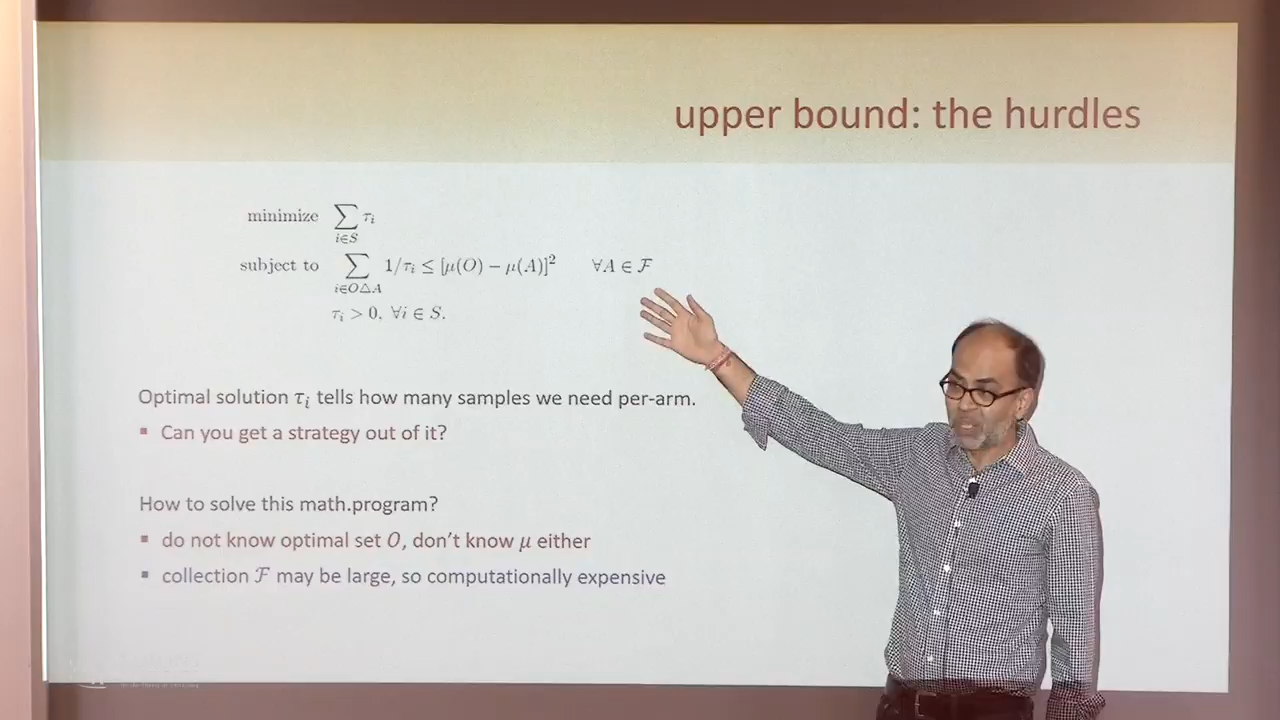 upper bound: the hurdles
minimize ∑_{i∈S} τ_i
subject to ∑_{i∈O△A} 1/τ_i ≤ [μ(O) − μ(A)]² ∀A ∈ ℱ
τ_i > 0, ∀i ∈ S.
Optimal solution τ_i tells how many samples we need per-arm.
▪ Can you get a strategy out of it?
How to solve this math.program?
▪ do not know optimal set O, don't know μ either
▪ collection ℱ may be large, so computationally expensive